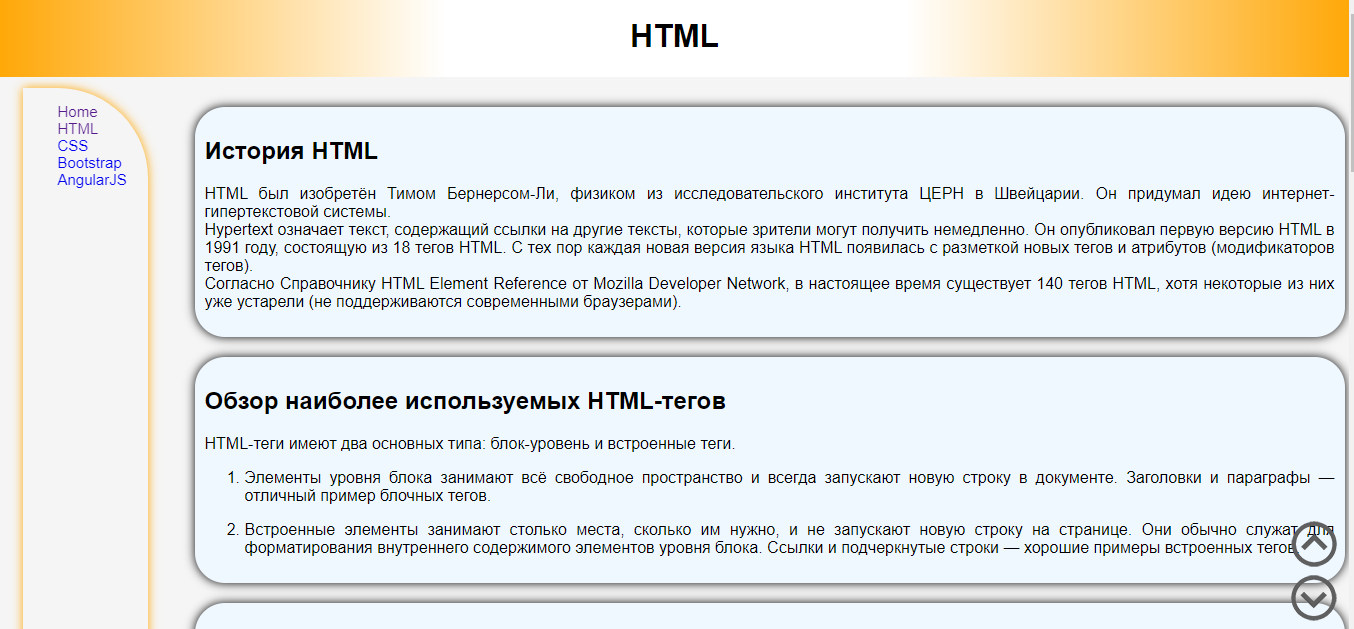 HTML
Home
HTML
CSS
Bootstrap
AngularJS
История HTML
HTML был изобретён Тимом Бернерсом-Ли, физиком из исследовательского института ЦЕРН в Швейцарии. Он придумал идею интернет-
гипертекстовой системы.
Hypertext означает текст, содержащий ссылки на другие тексты, которые зрители могут получить немедленно. Он опубликовал первую версию HTML в
1991 году, состоящую из 18 тегов HTML. С тех пор каждая новая версия языка HTML появилась с разметкой новых тегов и атрибутов (модификаторов
тегов).
Согласно Справочнику HTML Element Reference от Mozilla Developer Network, в настоящее время существует 140 тегов HTML, хотя некоторые из них
уже устарели (не поддерживаются современными браузерами).
Обзор наиболее используемых HTML-тегов
HTML-теги имеют два основных типа: блок-уровень и встроенные теги.
1. Элементы уровня блока занимают всё свободное пространство и всегда запускают новую строку в документе. Заголовки и параграфы —
отличный пример блочных тегов.
2. Встроенные элементы занимают столько места, сколько им нужно, и не запускают новую строку на странице. Они обычно служат для
форматирования внутреннего содержимого элементов уровня блока. Ссылки и подчеркнутые строки — хорошие примеры встроенных тегов.